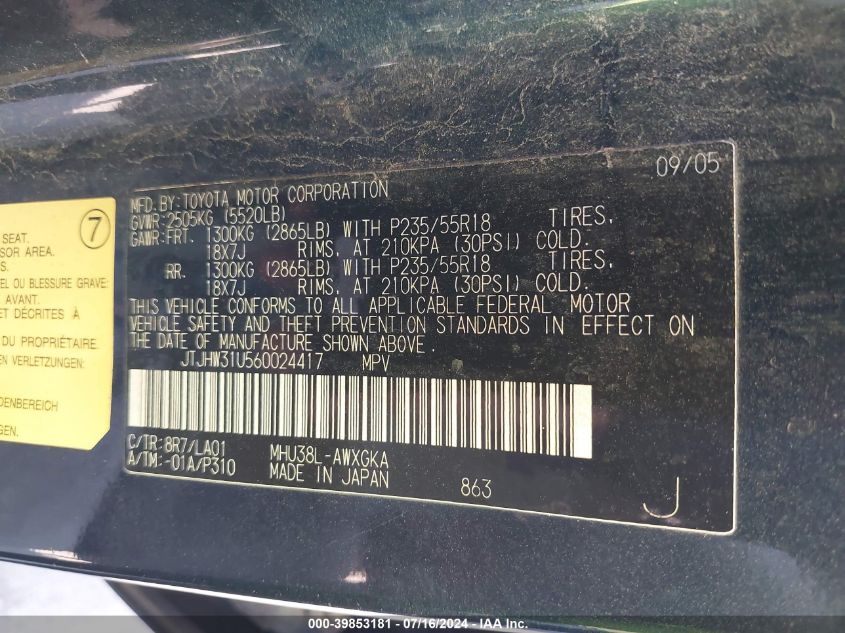 7
SEAT.
SOR AREA.
S.
EL OU BLESSURE GRAVE:
AVANT.
ET DÉCRITES À
DU PROPRIÉTAIRE.
EN VERLETZUNGEN:
DENBEREICH
GEN.
09/05
MFD.BY:TOYOTA MOTOR CORPORATION
GVWR:2505KG (5520LB)
GAWR:FRT. 1300KG (2865LB) WITH P235/55R18 TIRES,
18X7J RIMS, AT 210KPA (30PSI) COLD.
RR. 1300KG (2865LB) WITH P235/55R18 TIRES,
18X7J RIMS, AT 210KPA (30PSI) COLD.
THIS VEHICLE CONFORMS TO ALL APPLICABLE FEDERAL MOTOR
VEHICLE SAFETY AND THEFT PREVENTION STANDARDS IN EFFECT ON
THE DATE OF MANUFACTURE SHOWN ABOVE.
JTJHW31U560024417 MPV
C/TR:8R7/LA01 MHU38L-AWXGKA
A/TM:-01A/P310 MADE IN JAPAN 863 J
000-39853181 - 07/16/2024 - IAA Inc.